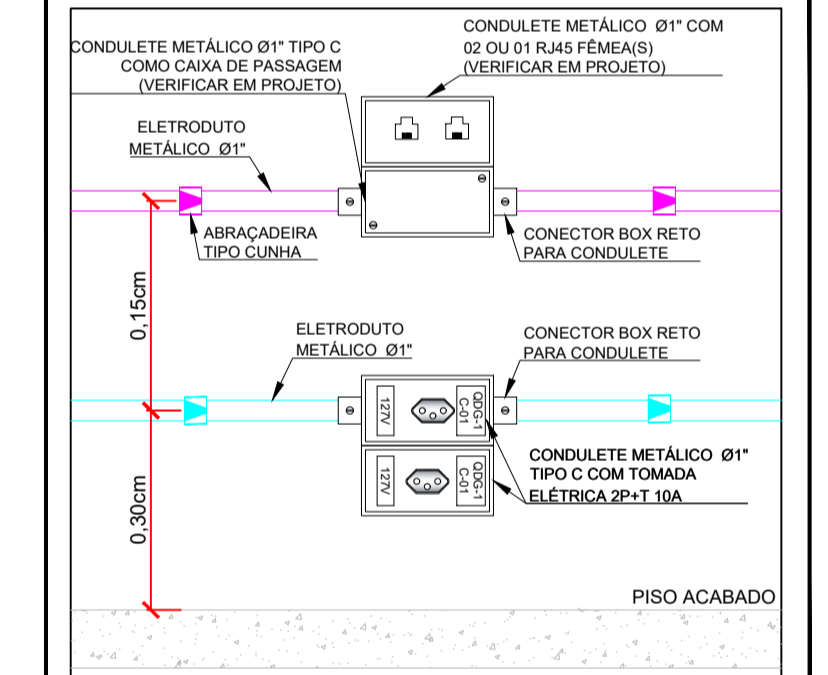 CONDULETE METÁLICO Ø1" TIPO C
COMO CAIXA DE PASSAGEM
(VERIFICAR EM PROJETO)
CONDULETE METÁLICO Ø1" COM
02 OU 01 RJ45 FÊMEA(S)
(VERIFICAR EM PROJETO)
ELETRODUTO
METÁLICO Ø1"
ABRAÇADEIRA
TIPO CUNHA
CONECTOR BOX RETO
PARA CONDULETE
0,15cm
ELETRODUTO
METÁLICO Ø1"
CONECTOR BOX RETO
PARA CONDULETE
127V
QDG-1
C-01
127V
QDG-1
C-01
CONDULETE METÁLICO Ø1"
TIPO C COM TOMADA
ELÉTRICA 2P+T 10A
0,30cm
PISO ACABADO